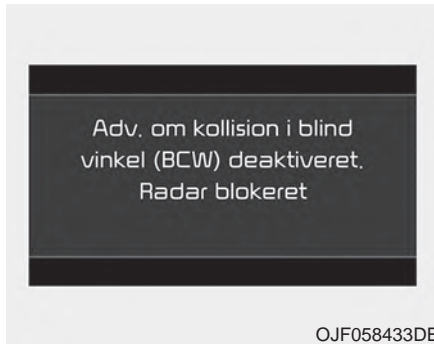 Adv. om kollision i blind
vinkel (BCW) deaktiveret.
Radar blokeret
OJF058433DE